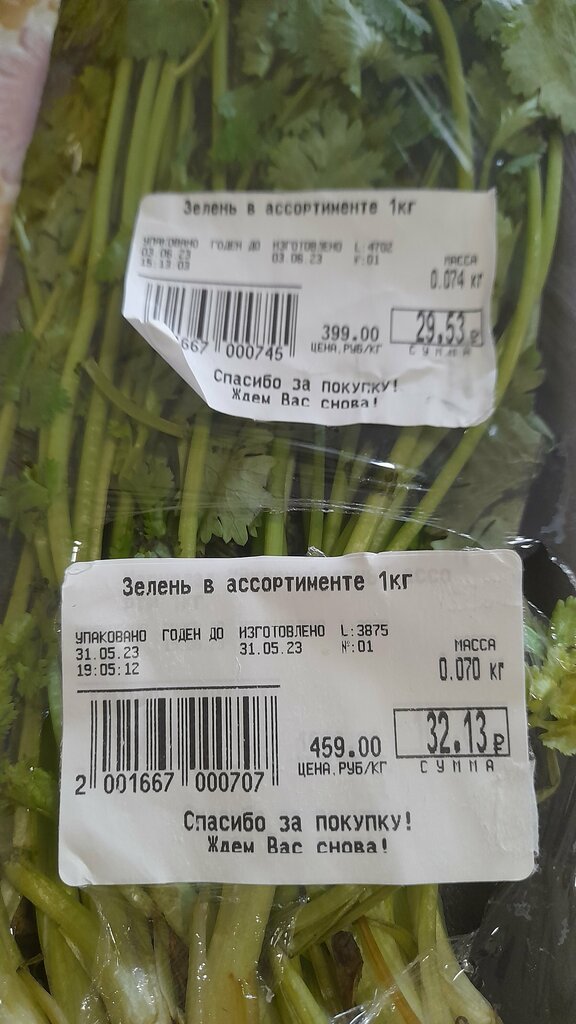 Зелень в ассортименте 1кг
УПАКОВАНО ГОДЕН ДО ИЗГОТОВЛЕНО L:4702
03.06.23 03.06.23 №:01
15:13:03
МАССА
0.074 кг
667 000745
399.00
ЦЕНА,РУБ/КГ
29.53 ₽
СУММА
Спасибо за покупку!
Ждем Вас снова!
Зелень в ассортименте 1кг
УПАКОВАНО ГОДЕН ДО ИЗГОТОВЛЕНО L:3875
31.05.23 31.05.23 №:01
19:05:12
МАССА
0.070 кг
2 001667 000707
459.00
ЦЕНА,РУБ/КГ
32.13 ₽
СУММА
Спасибо за покупку!
Ждем Вас снова!